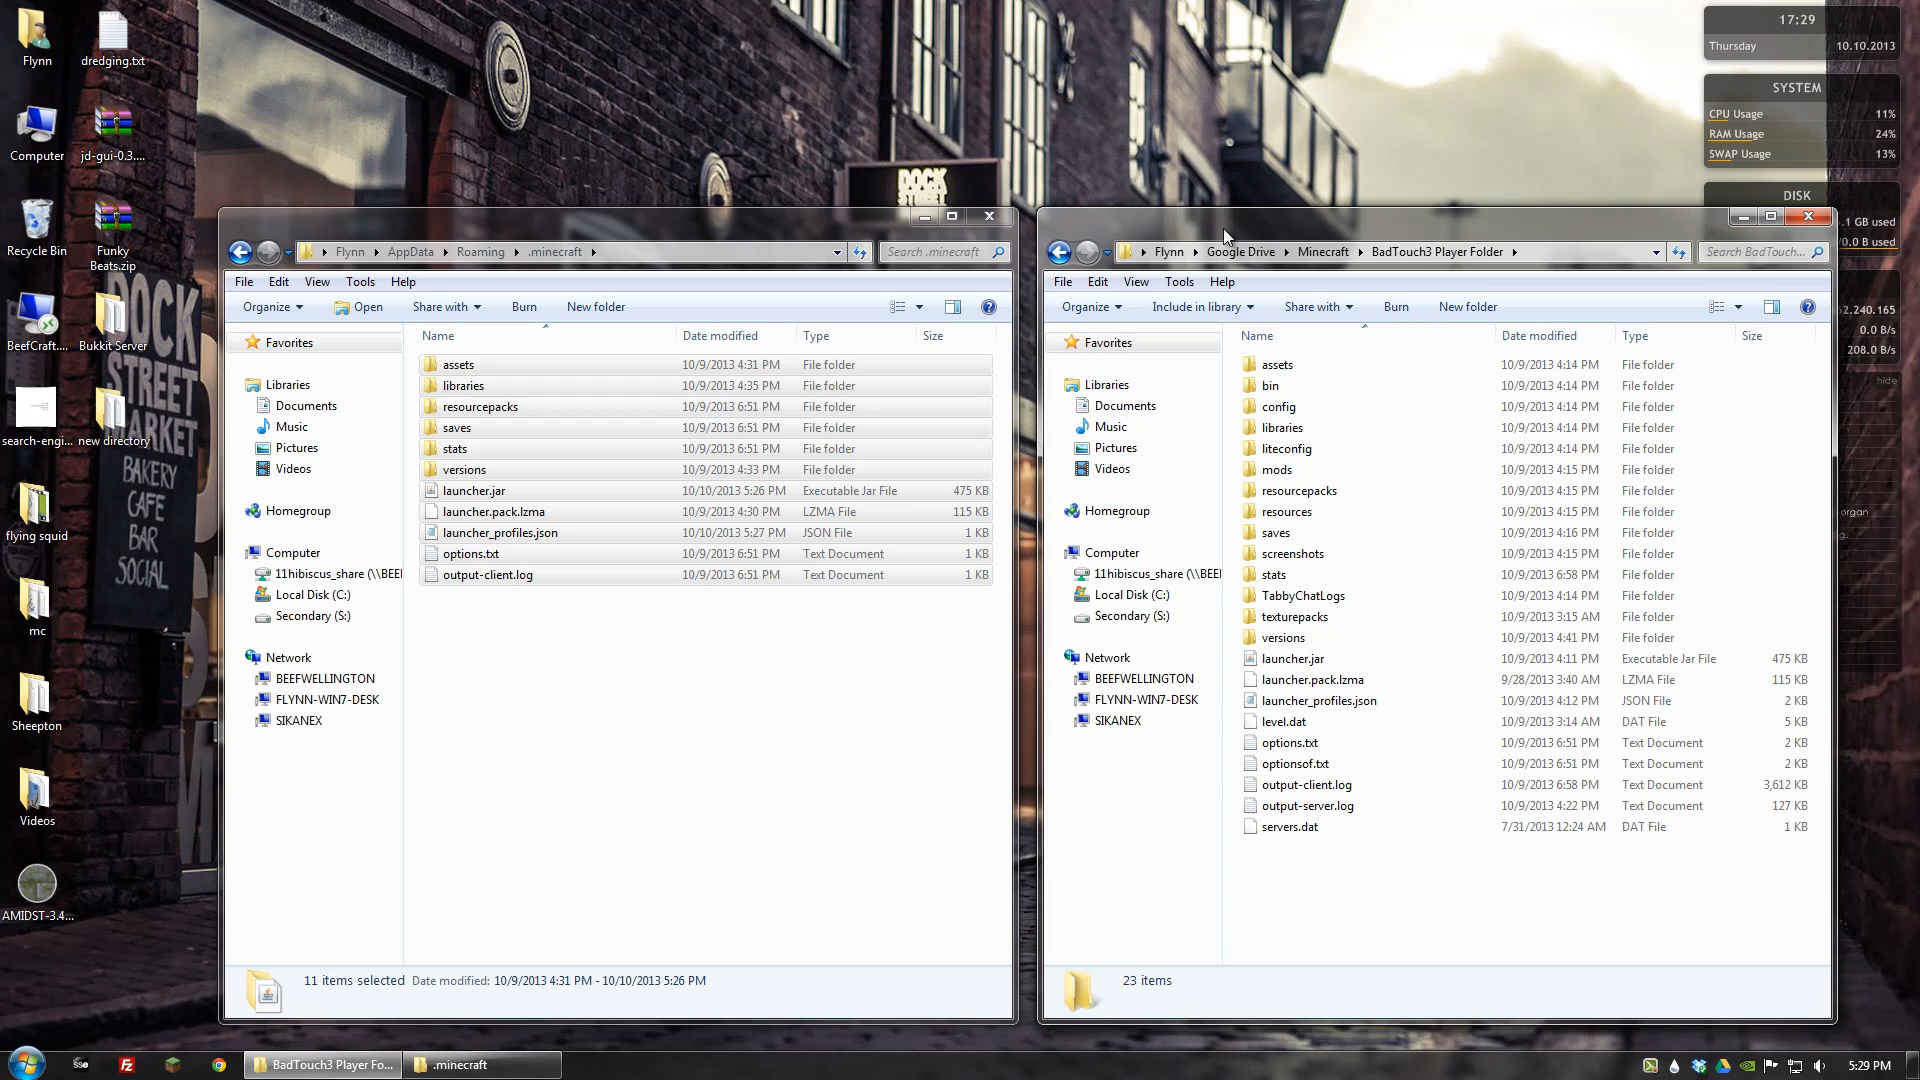 Flynn
dredging.txt
Computer
jd-gui-0.3....
Recycle Bin
Funky
Beats.zip
BeefCraft....
Bukkit Server
search-engi...
new directory
flying squid
mc
Sheepton
Videos
AMIDST-3.4...
DOCK
STREET
DOCK
STREET
MARKET
BAKERY
CAFE
BAR
SOCIAL
17:29
Thursday 10.10.2013
SYSTEM
CPU Usage 11%
RAM Usage 24%
SWAP Usage 13%
DISK
.1 GB used
/0.0 B used
2.240.165
0.0 B/s
208.0 B/s
hide
organ
Flynn AppData Roaming .minecraft
Search .minecraft
File Edit View Tools Help
Organize Open Share with Burn New folder
Favorites
Libraries
Documents
Music
Pictures
Videos
Homegroup
Computer
11hibiscus_share (\\BEE
Local Disk (C:)
Secondary (S:)
Network
BEEFWELLINGTON
FLYNN-WIN7-DESK
SIKANEX
Name Date modified Type Size
assets 10/9/2013 4:31 PM File folder
libraries 10/9/2013 4:35 PM File folder
resourcepacks 10/9/2013 6:51 PM File folder
saves 10/9/2013 6:51 PM File folder
stats 10/9/2013 6:51 PM File folder
versions 10/9/2013 4:33 PM File folder
launcher.jar 10/10/2013 5:26 PM Executable Jar File 475 KB
launcher.pack.lzma 10/9/2013 4:30 PM LZMA File 115 KB
launcher_profiles.json 10/10/2013 5:27 PM JSON File 1 KB
options.txt 10/9/2013 6:51 PM Text Document 1 KB
output-client.log 10/9/2013 6:51 PM Text Document 1 KB
11 items selected Date modified: 10/9/2013 4:31 PM - 10/10/2013 5:26 PM
Flynn Google Drive Minecraft BadTouch3 Player Folder
Search BadTouch...
File Edit View Tools Help
Organize Include in library Share with Burn New folder
Favorites
Libraries
Documents
Music
Pictures
Videos
Homegroup
Computer
11hibiscus_share (\\BEE
Local Disk (C:)
Secondary (S:)
Network
BEEFWELLINGTON
FLYNN-WIN7-DESK
SIKANEX
Name Date modified Type Size
assets 10/9/2013 4:14 PM File folder
bin 10/9/2013 4:14 PM File folder
config 10/9/2013 4:14 PM File folder
libraries 10/9/2013 4:14 PM File folder
liteconfig 10/9/2013 4:14 PM File folder
mods 10/9/2013 4:15 PM File folder
resourcepacks 10/9/2013 4:15 PM File folder
resources 10/9/2013 4:15 PM File folder
saves 10/9/2013 4:16 PM File folder
screenshots 10/9/2013 4:15 PM File folder
stats 10/9/2013 6:58 PM File folder
TabbyChatLogs 10/9/2013 4:14 PM File folder
texturepacks 10/9/2013 3:15 AM File folder
versions 10/9/2013 4:41 PM File folder
launcher.jar 10/9/2013 4:11 PM Executable Jar File 475 KB
launcher.pack.lzma 9/28/2013 3:40 AM LZMA File 115 KB
launcher_profiles.json 10/9/2013 4:12 PM JSON File 2 KB
level.dat 10/9/2013 3:14 AM DAT File 5 KB
options.txt 10/9/2013 6:51 PM Text Document 2 KB
optionsof.txt 10/9/2013 6:51 PM Text Document 2 KB
output-client.log 10/9/2013 6:58 PM Text Document 3,612 KB
output-server.log 10/9/2013 4:22 PM Text Document 127 KB
servers.dat 7/31/2013 12:24 AM DAT File 1 KB
23 items
BadTouch3 Player Fo...
.minecraft
5:29 PM